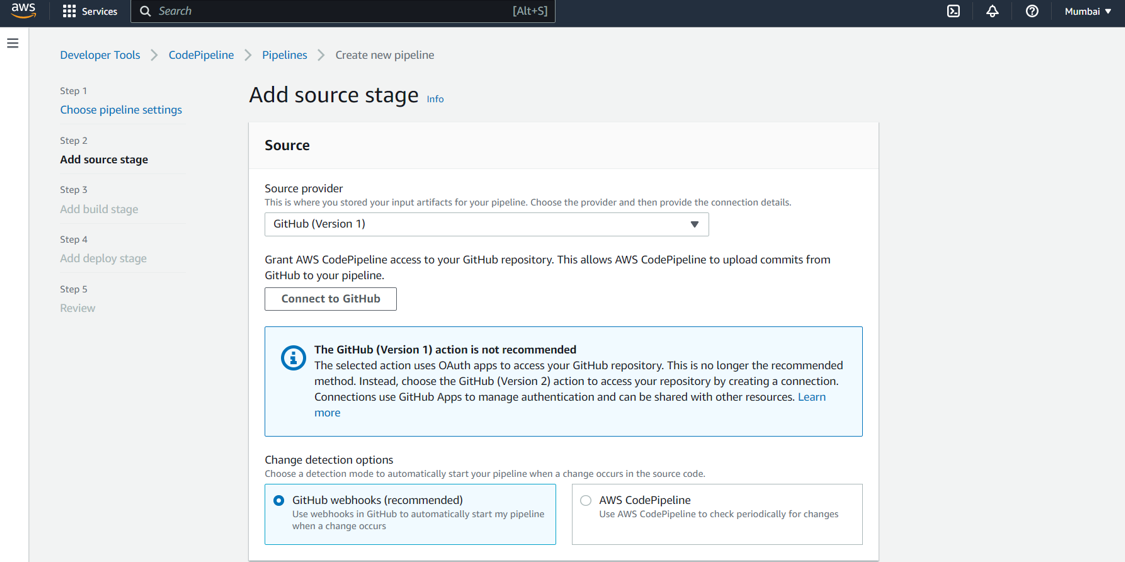 aws
Services
Search
[Alt+S]
Mumbai
Developer Tools
CodePipeline
Pipelines
Create new pipeline
Step 1
Choose pipeline settings
Step 2
Add source stage
Step 3
Add build stage
Step 4
Add deploy stage
Step 5
Review
Add source stage Info
Source
Source provider
This is where you stored your input artifacts for your pipeline. Choose the provider and then provide the connection details.
GitHub (Version 1)
Grant AWS CodePipeline access to your GitHub repository. This allows AWS CodePipeline to upload commits from
GitHub to your pipeline.
Connect to GitHub
The GitHub (Version 1) action is not recommended
The selected action uses OAuth apps to access your GitHub repository. This is no longer the recommended
method. Instead, choose the GitHub (Version 2) action to access your repository by creating a connection.
Connections use GitHub Apps to manage authentication and can be shared with other resources. Learn
more
Change detection options
Choose a detection mode to automatically start your pipeline when a change occurs in the source code.
GitHub webhooks (recommended)
Use webhooks in GitHub to automatically start my pipeline
when a change occurs
AWS CodePipeline
Use AWS CodePipeline to check periodically for changes